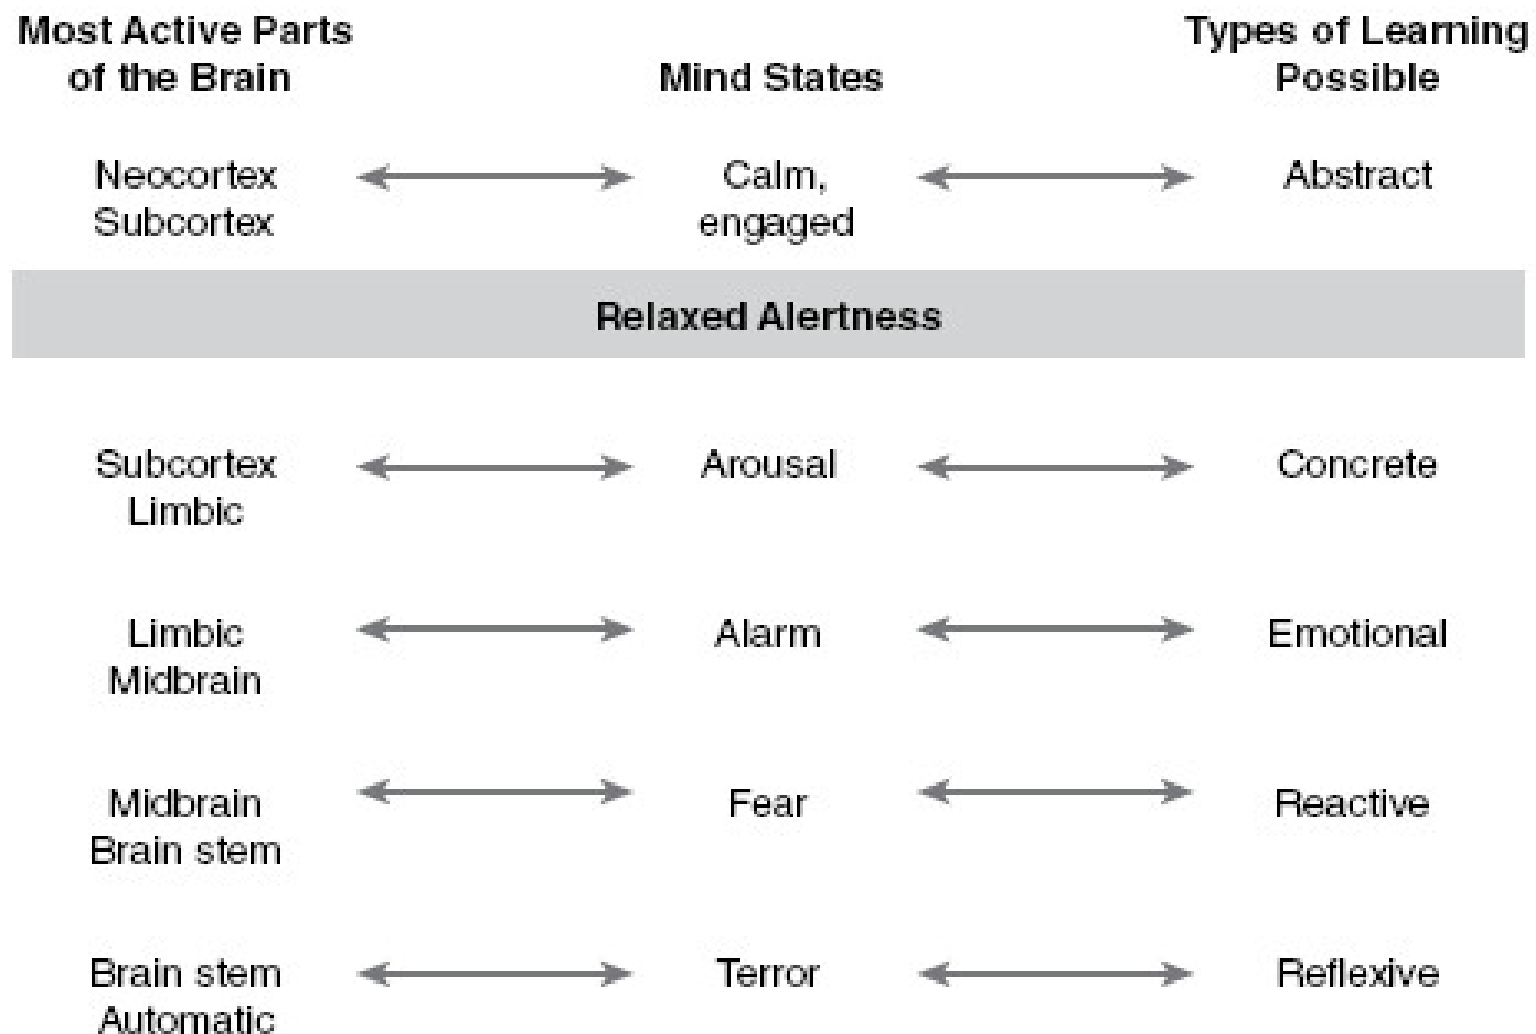 Most Active Parts
of the Brain
Mind States
Types of Learning
Possible
Neocortex
Subcortex
Calm,
engaged
Abstract
Relaxed Alertness
Subcortex
Limbic
Arousal
Concrete
Limbic
Midbrain
Alarm
Emotional
Midbrain
Brain stem
Fear
Reactive
Brain stem
Automatic
Terror
Reflexive